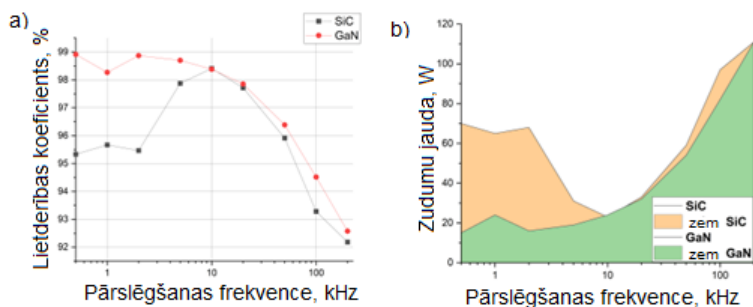 a)
SiC
GaN
Lietderības koeficients, %
99
98
97
96
95
94
93
92
1 10 100
Pārslēgšanas frekvence, kHz
b)
Zudumu jauda, W
120
100
80
60
40
20
0
1 10 100
SiC
zem SiC
GaN
zem GaN
Pārslēgšanas frekvence, kHz